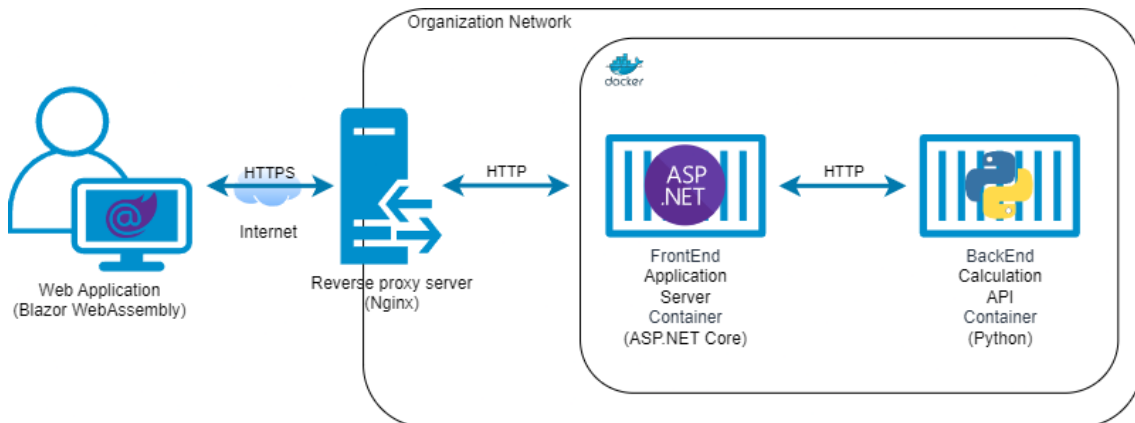 Organization Network
docker
HTTPS
HTTP
HTTP
ASP
.NET
Internet
@
Web Application
(Blazor WebAssembly)
Reverse proxy server
(Nginx)
FrontEnd
Application
Server
Container
(ASP.NET Core)
BackEnd
Calculation
API
Container
(Python)